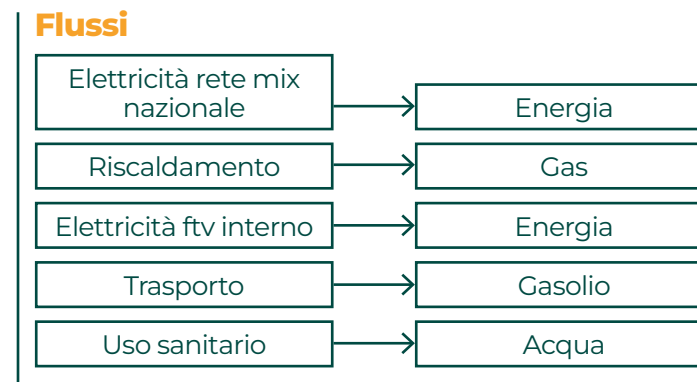 Flussi
Elettricità rete mix
nazionale
Energia
Riscaldamento
Gas
Elettricità ftv interno
Energia
Trasporto
Gasolio
Uso sanitario
Acqua